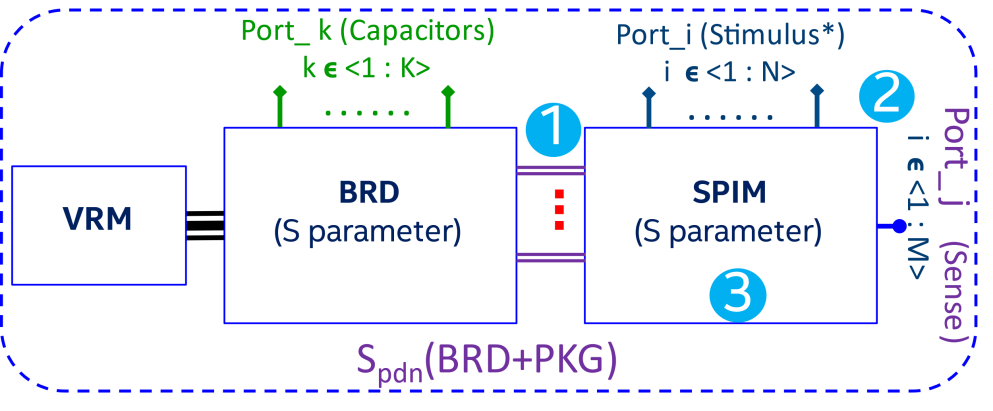 Port_ k (Capacitors)
k ϵ <1 : K>
Port_i (Stimulus*)
i ϵ <1 : N>
......
......
1
2
Port_j (Sense)
i ϵ <1 : M>
VRM
BRD
(S parameter)
SPIM
(S parameter)
3
Spdn(BRD+PKG)